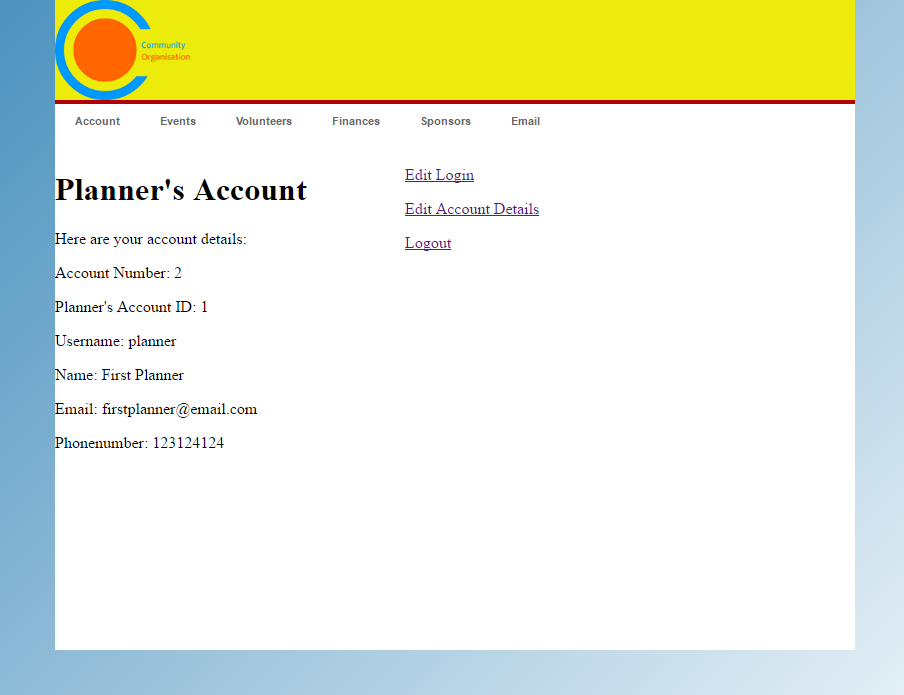 Community
Organisation
Account Events Volunteers Finances Sponsors Email
Planner's Account
Here are your account details:
Account Number: 2
Planner's Account ID: 1
Username: planner
Name: First Planner
Email: firstplanner@email.com
Phonenumber: 123124124
Edit Login
Edit Account Details
Logout